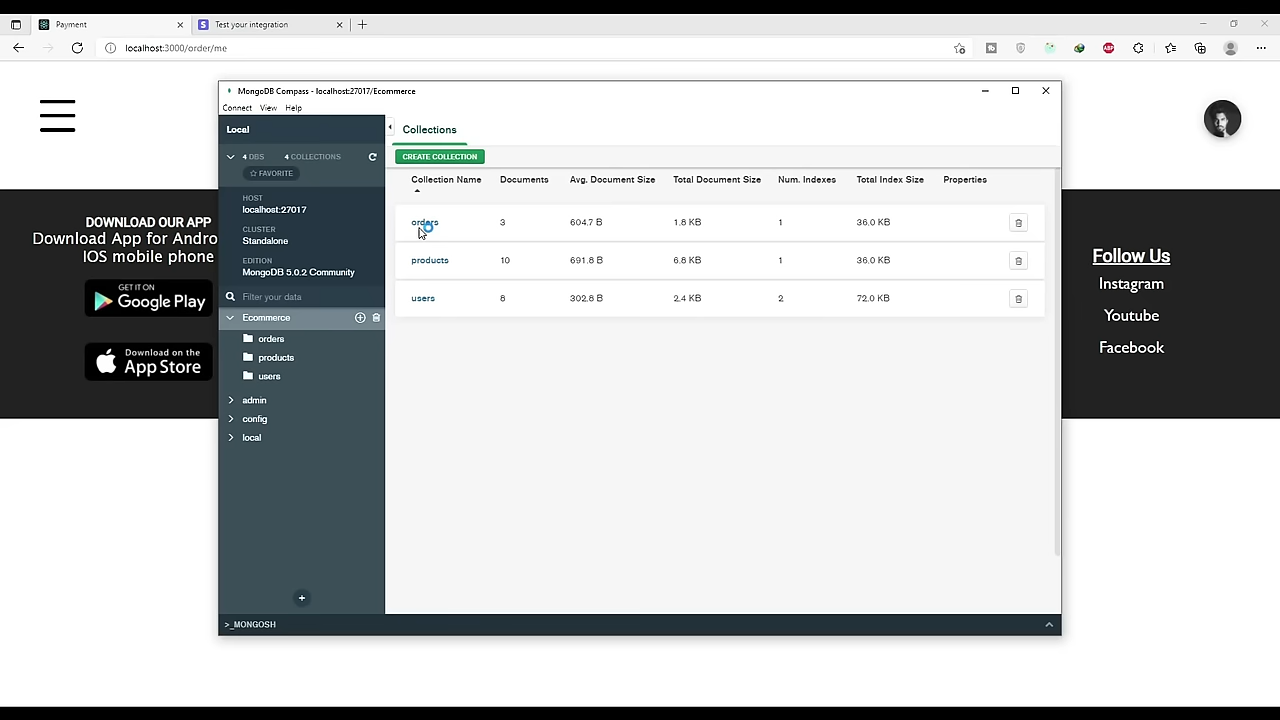 Payment
Test your integration
localhost:3000/order/me
ABP
MongoDB Compass - localhost:27017/Ecommerce
Connect View Help
Local
Collections
4 DBS 4 COLLECTIONS
CREATE COLLECTION
FAVORITE
Collection Name Documents Avg. Document Size Total Document Size Num. Indexes Total Index Size Properties
HOST
localhost:27017
orders 3 604.7 B 1.8 KB 1 36.0 KB
CLUSTER
Standalone
EDITION
MongoDB 5.0.2 Community
products 10 691.8 B 6.8 KB 1 36.0 KB
Filter your data
users 8 302.8 B 2.4 KB 2 72.0 KB
Ecommerce
orders
products
users
admin
config
local
>_MONGOSH
DOWNLOAD OUR APP
Download App for Andro
IOS mobile phone
GET IT ON
Google Play
Download on the
App Store
Follow Us
Instagram
Youtube
Facebook